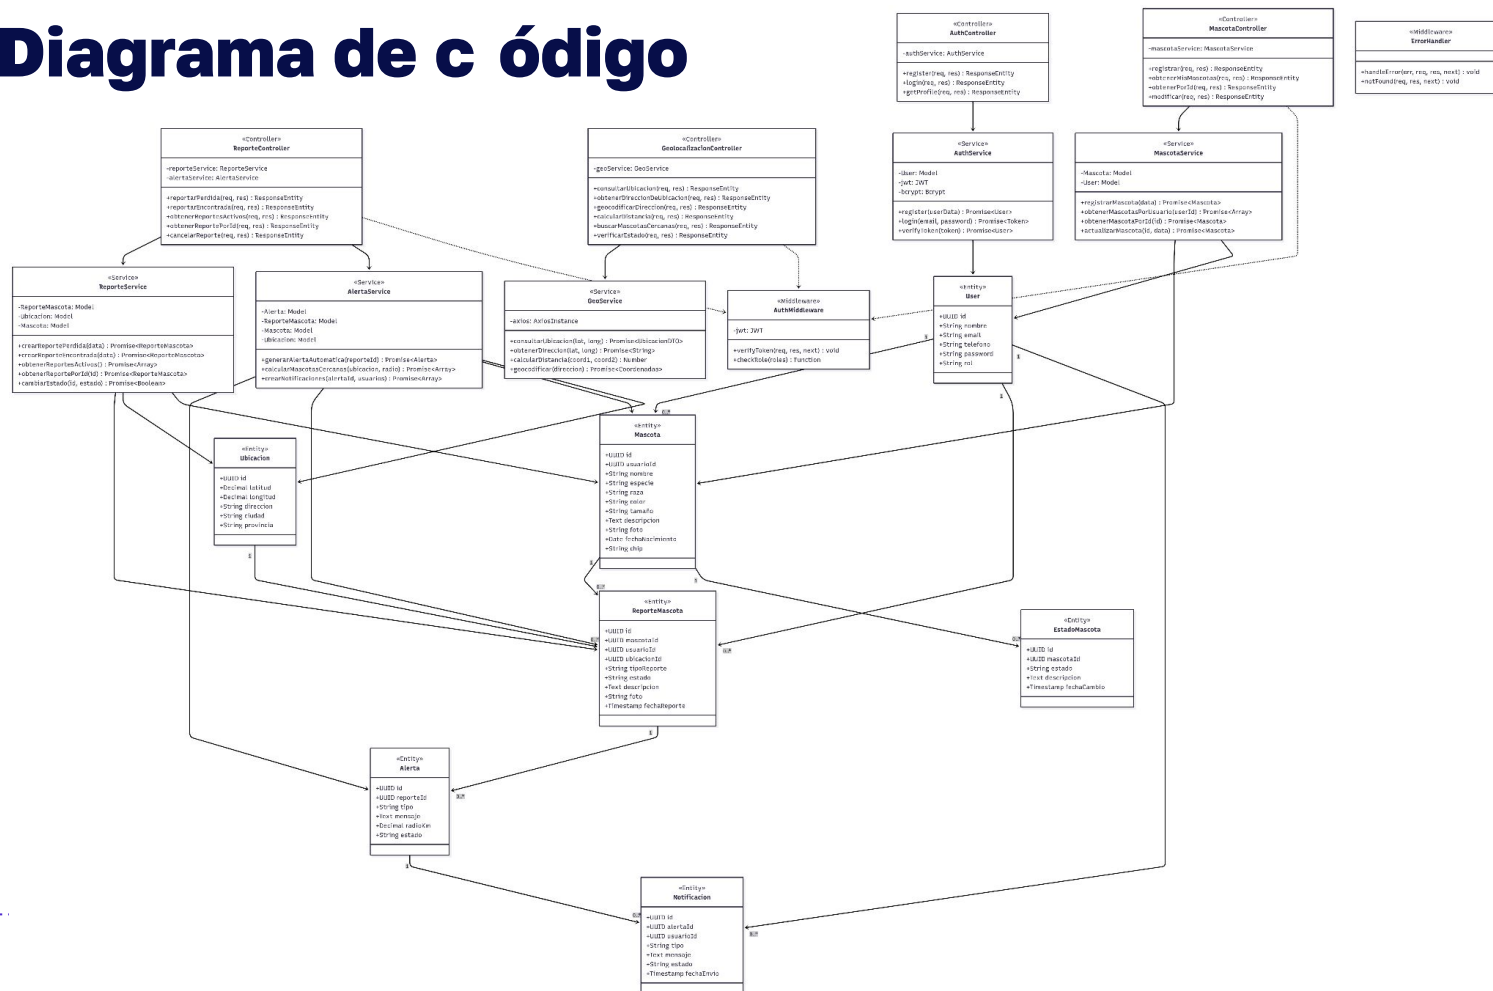 Diagrama de c ódigo
«Controller»
AuthController
-authService: AuthService
+register(req, res) : ResponseEntity
+login(req, res) : ResponseEntity
+getProfile(req, res) : ResponseEntity
«Controller»
MascotaController
-mascotaService: MascotaService
+registrar(req, res) : ResponseEntity
+obtenerMisMascotas(req, res) : ResponseEntity
+obtenerPorId(req, res) : ResponseEntity
+modificar(req, res) : ResponseEntity
«Middleware»
ErrorHandler
+handleError(err, req, res, next) : void
+notFound(req, res, next) : void
«Controller»
ReporteController
-reporteService: ReporteService
-alertaService: AlertaService
+reportarPerdida(req, res) : ResponseEntity
+reportarEncontrada(req, res) : ResponseEntity
+obtenerReportesActivos(req, res) : ResponseEntity
+obtenerReportePorId(req, res) : ResponseEntity
+cancelarReporte(req, res) : ResponseEntity
«Controller»
GeolocalizacionController
-geoService: GeoService
+consultarUbicacion(req, res) : ResponseEntity
+obtenerDireccionDeUbicacion(req, res) : ResponseEntity
+geocodificarDireccion(req, res) : ResponseEntity
+calcularDistancia(req, res) : ResponseEntity
+buscarMascotasCercanas(req, res) : ResponseEntity
+verificarEstado(req, res) : ResponseEntity
«Service»
AuthService
-User: Model
-jwt: JWT
-bcrypt: Bcrypt
+register(userData) : Promise<User>
+login(email, password) : Promise<Token>
+verifyToken(token) : Promise<User>
«Service»
MascotaService
-Mascota: Model
-User: Model
+registrarMascota(data) : Promise<Mascota>
+obtenerMascotasPorUsuario(userId) : Promise<Array>
+obtenerMascotaPorId(id) : Promise<Mascota>
+actualizarMascota(id, data) : Promise<Mascota>
«Service»
ReporteService
-ReporteMascota: Model
-Ubicacion: Model
-Mascota: Model
+crearReportePerdida(data) : Promise<ReporteMascota>
+crearReporteEncontrada(data) : Promise<ReporteMascota>
+obtenerReportesActivos() : Promise<Array>
+obtenerReportePorId(id) : Promise<ReporteMascota>
+cambiarEstado(id, estado) : Promise<Boolean>
«Service»
AlertaService
-Alerta: Model
-ReporteMascota: Model
-Mascota: Model
-Ubicacion: Model
+generarAlertaAutomatica(reporteId) : Promise<Alerta>
+calcularMascotasCercanas(ubicacion, radio) : Promise<Array>
+crearNotificaciones(alertaId, usuarios) : Promise<Array>
«Service»
GeoService
-axios: AxiosInstance
+consultarUbicacion(lat, long) : Promise<UbicacionDTO>
+obtenerDireccion(lat, long) : Promise<String>
+calcularDistancia(coord1, coord2) : Number
+geocodificar(direccion) : Promise<Coordenadas>
«Middleware»
AuthMiddleware
-jwt: JWT
+verifyToken(req, res, next) : void
+checkRole(roles) : Function
«Entity»
User
+UUID id
+String nombre
+String email
+String telefono
+String password
+String rol
1
1
1
«Entity»
Ubicacion
+UUID id
+Decimal latitud
+Decimal longitud
+String direccion
+String ciudad
+String provincia
1
«Entity»
Mascota
+UUID id
+UUID usuarioId
+String nombre
+String especie
+String raza
+String color
+String tamaño
+Text descripcion
+String foto
+Date fechaNacimiento
+String chip
1
1
«Entity»
ReporteMascota
+UUID id
+UUID mascotaId
+UUID usuarioId
+UUID ubicacionId
+String tipoReporte
+String estado
+Text descripcion
+String foto
+Timestamp fechaReporte
1
«Entity»
EstadoMascota
+UUID id
+UUID mascotaId
+String estado
+Text descripcion
+Timestamp fechaCambio
«Entity»
Alerta
+UUID id
+UUID reporteId
+String tipo
+Text mensaje
+Decimal radioKm
+String estado
1
«Entity»
Notificacion
+UUID id
+UUID alertaId
+UUID usuarioId
+String tipo
+Text mensaje
+String estado
+Timestamp fechaEnvio